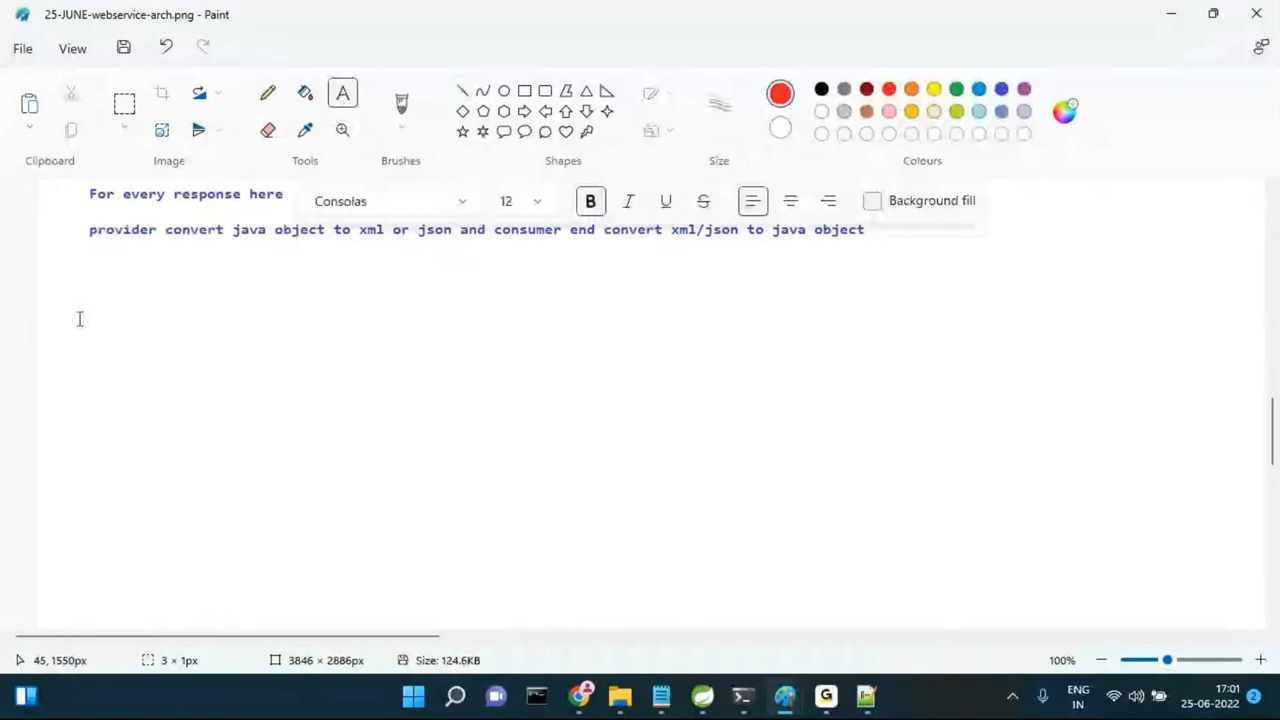 25-JUNE-webservice-arch.png - Paint
File View
Clipboard Image Tools Brushes Shapes Size Colours
For every response here
Consolas 12 B I U S Background fill
provider convert java object to xml or json and consumer end convert xml/json to java object
45, 1550px 3 × 1px 3846 × 2886px Size: 124.6KB 100%
ENG
IN
17:01
25-06-2022
2